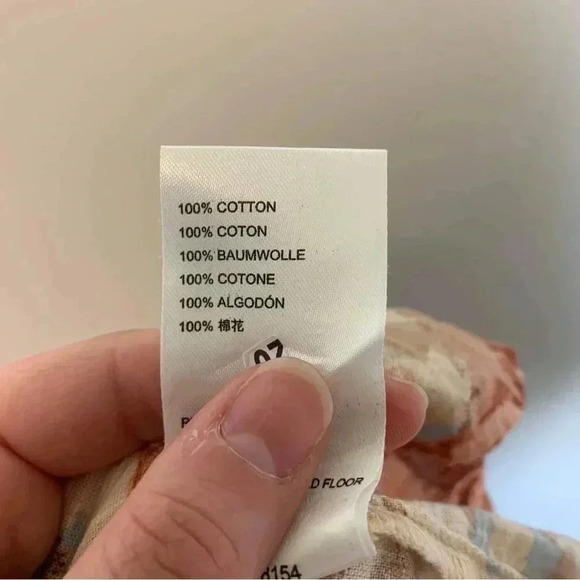 100% COTTON
100% COTON
100% BAUMWOLLE
100% COTONE
100% ALGODÓN
100% 棉花
07
D FLOOR
d154